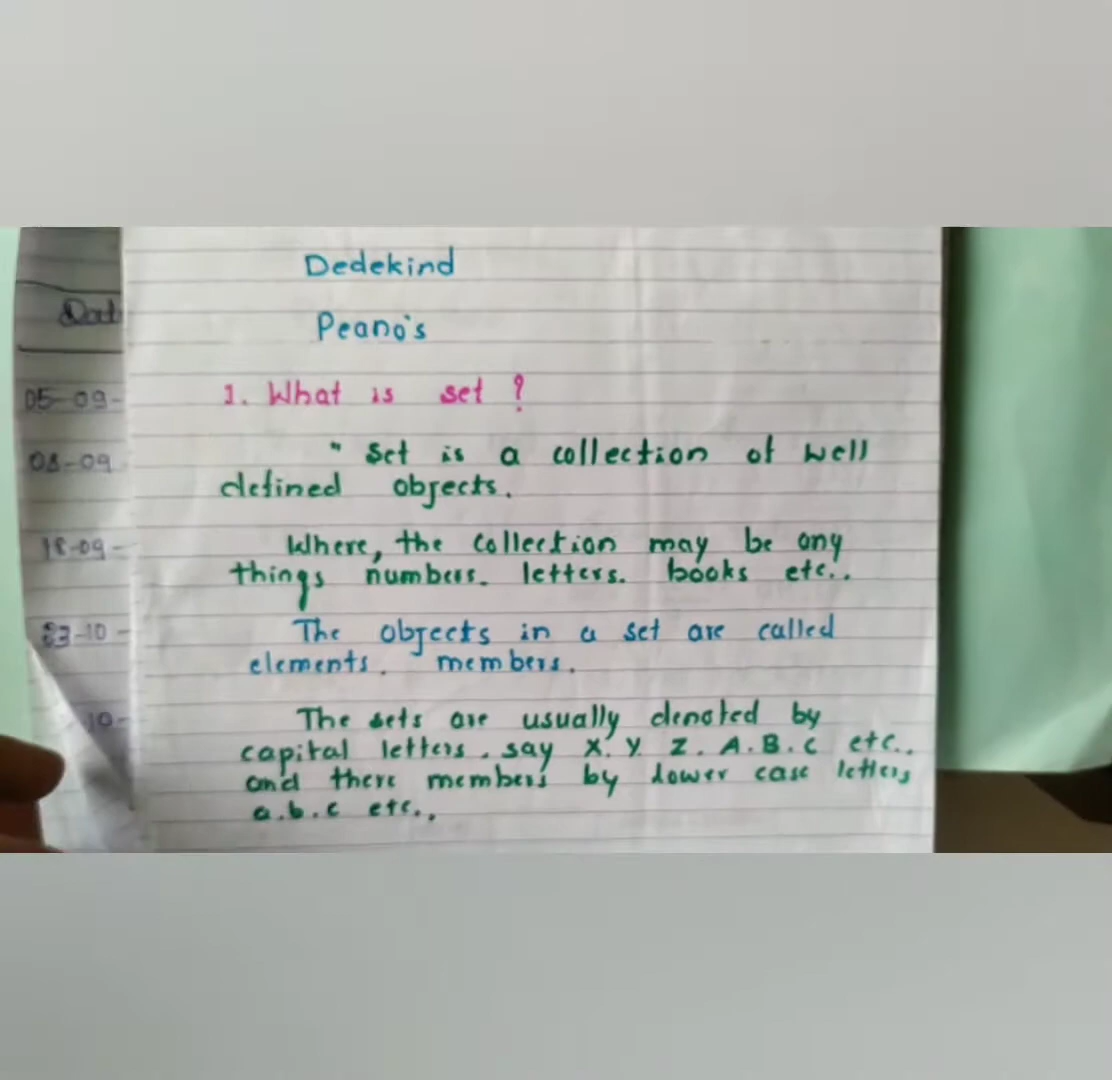 Dedekind
Dat
Peano's
05-09-
1. What is set ?
08-09
" Set is a collection of well
defined objects.
18-09-
Where, the collection may be any
things numbers. letters. books etc..
23-10-
The objects in a set are called
elements. members.
10-
The sets are usually denoted by
capital letters. say X. Y. Z. A. B. C etc..
and there members by lower case letters
a.b.c etc..